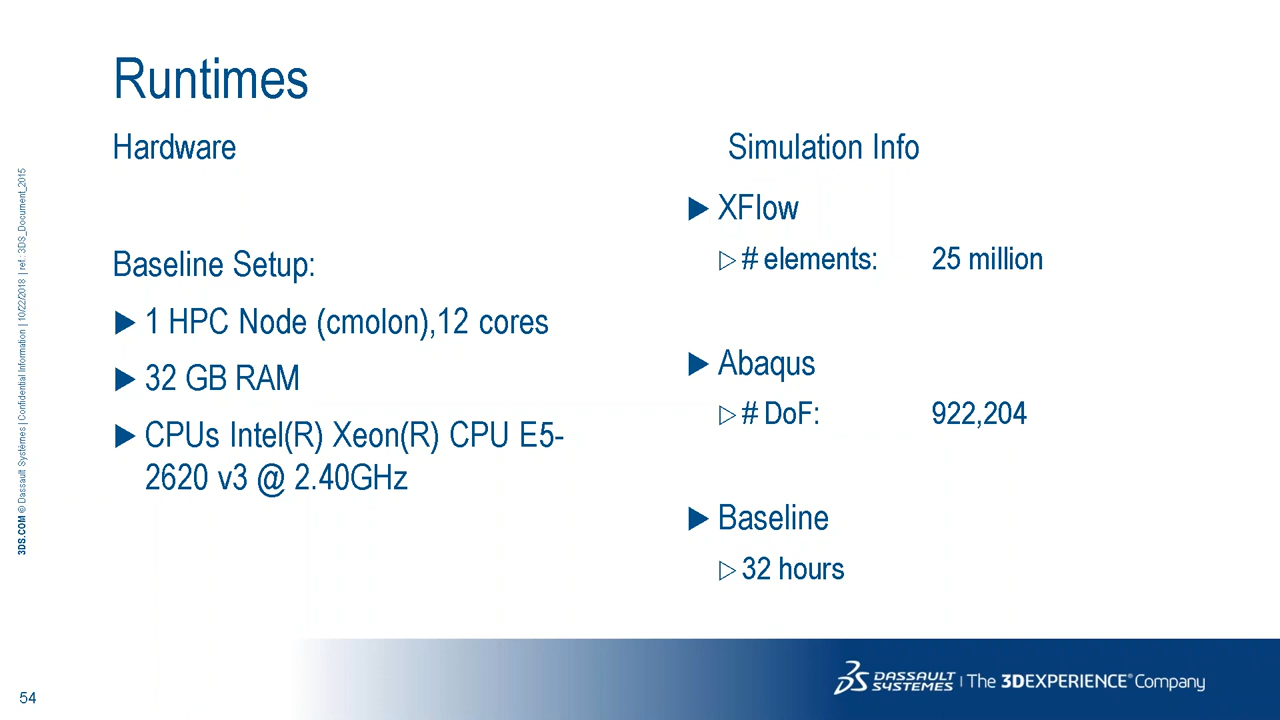 Runtimes
Hardware
Baseline Setup:
1 HPC Node (cmolon),12 cores
32 GB RAM
CPUs Intel(R) Xeon(R) CPU E5-
2620 v3 @ 2.40GHz
Simulation Info
XFlow
# elements: 25 million
Abaqus
# DoF: 922,204
Baseline
32 hours
3DS.COM © Dassault Systèmes | Confidential Information | 10/22/2018 | ref.: 3DS_Document_2015
54
DASSAULT SYSTEMES | The 3DEXPERIENCE® Company